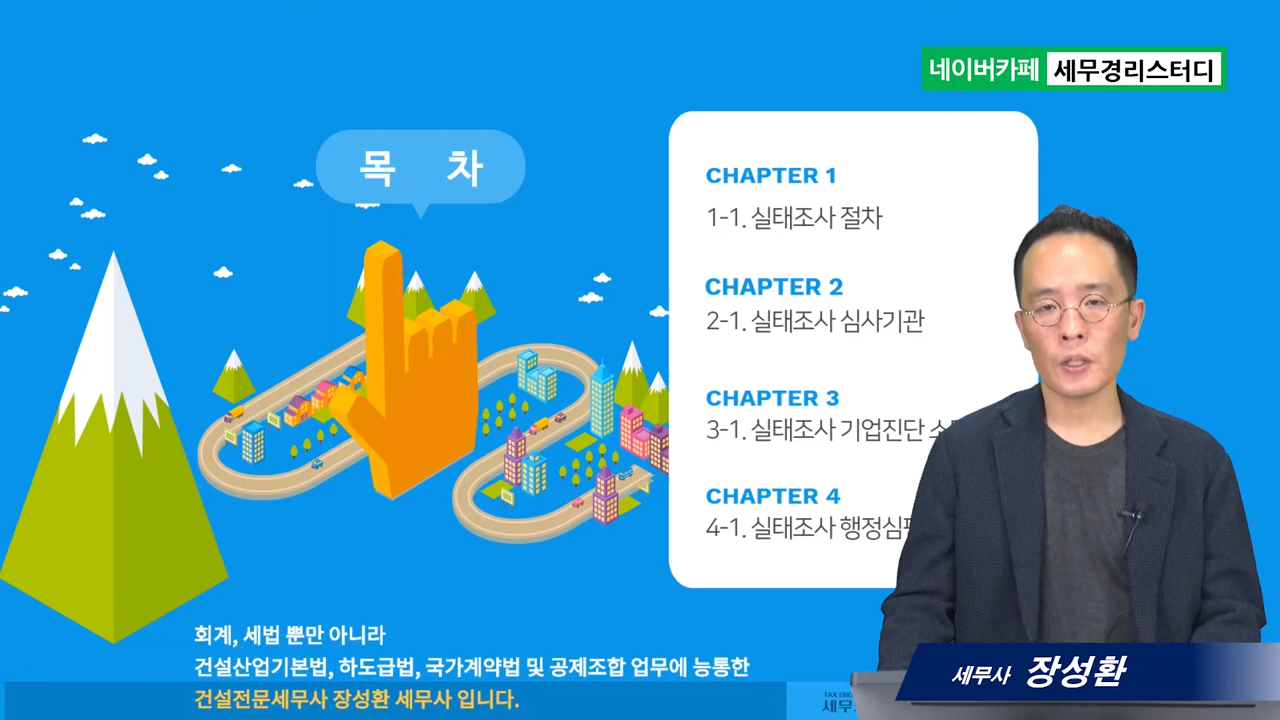 네이버카페 세무경리스터디
목 차
CHAPTER 1
1-1. 실태조사 절차
CHAPTER 2
2-1. 실태조사 심사기관
CHAPTER 3
3-1. 실태조사 기업진단
CHAPTER 4
4-1. 실태조사
회계, 세법 뿐만 아니라
건설산업기본법, 하도급법, 국가계약법 및 공제조합 업무에 능통한
건설전문세무사 장성환 세무사 입니다.
세무사 장성환